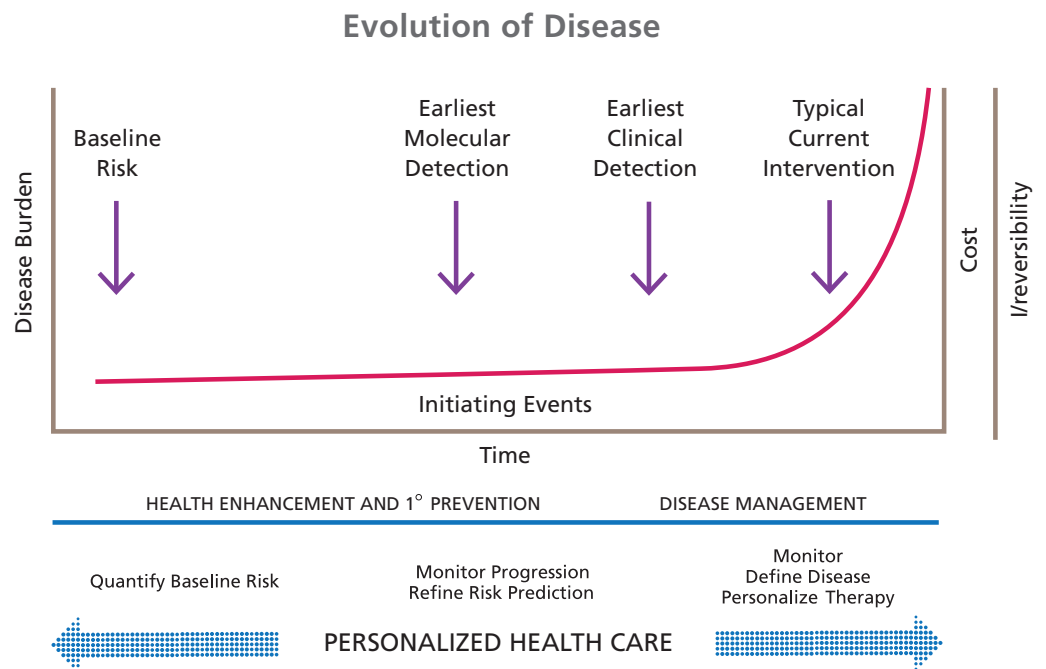 Evolution of Disease
Baseline
Risk
Earliest
Molecular
Detection
Earliest
Clinical
Detection
Typical
Current
Intervention
Disease Burden
Cost
I/reversibility
Initiating Events
Time
HEALTH ENHANCEMENT AND 1° PREVENTION
DISEASE MANAGEMENT
Quantify Baseline Risk
Monitor Progression
Refine Risk Prediction
Monitor
Define Disease
Personalize Therapy
PERSONALIZED HEALTH CARE